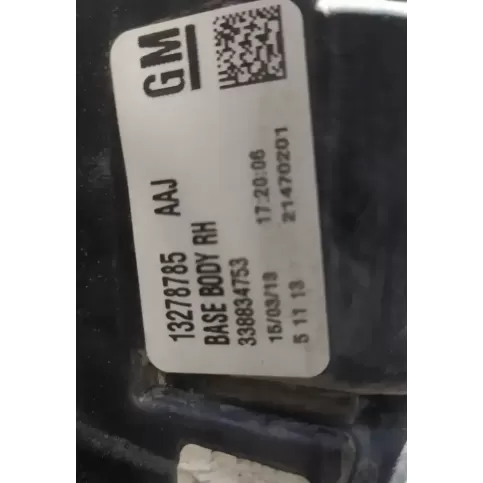 GM
13278785 AAJ
BASE BODY RH
338834753
15/03/13 17:20:06
5 11 13 21470201